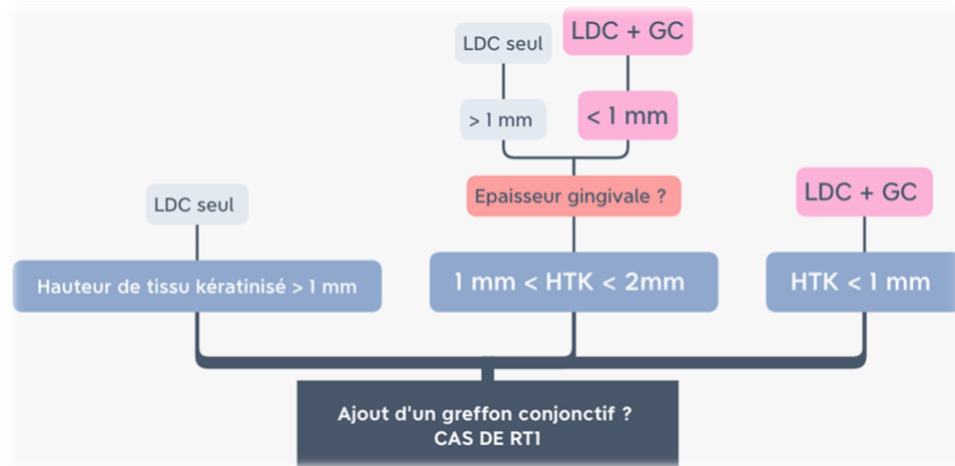 LDC seul
LDC + GC
> 1 mm
< 1 mm
Epaisseur gingivale ?
LDC seul
LDC + GC
Hauteur de tissu kératinisé > 1 mm
1 mm < HTK < 2mm
HTK < 1 mm
Ajout d'un greffon conjonctif ?
CAS DE RT1